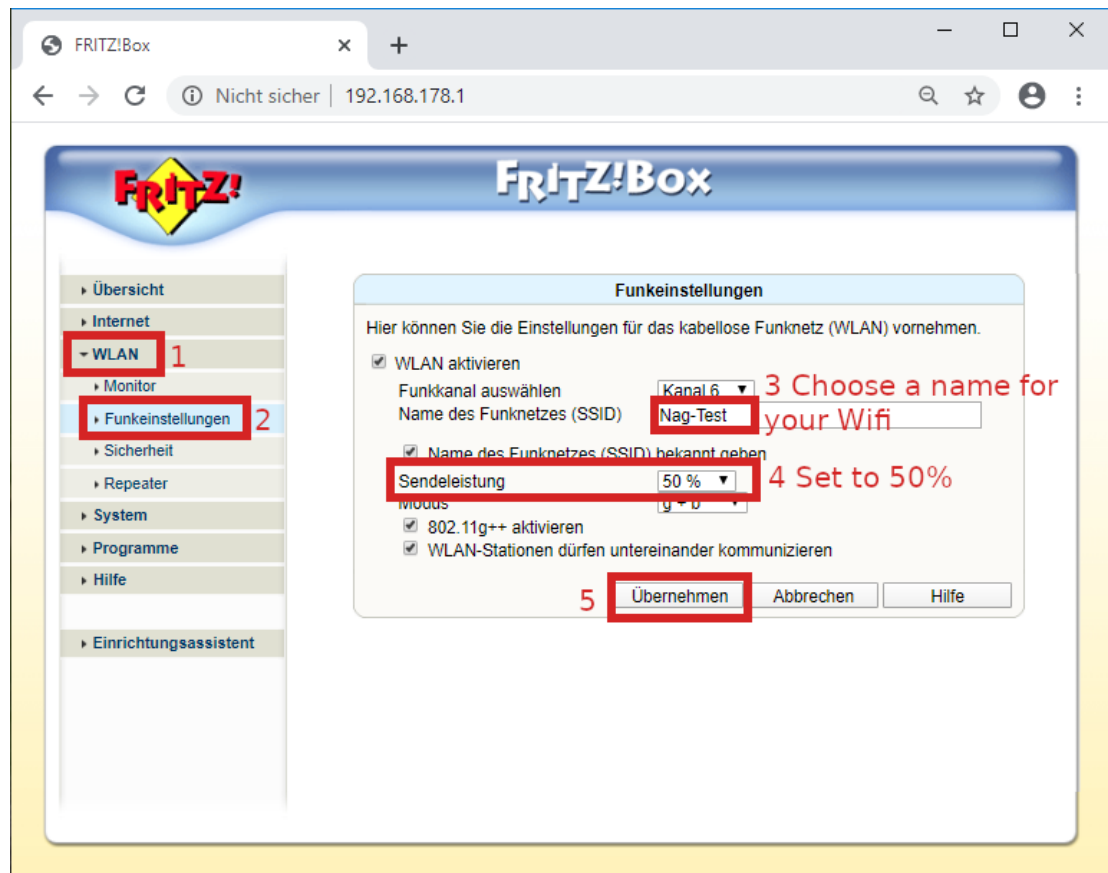 FRITZ!Box
Nicht sicher | 192.168.178.1
FRITZ!
FRITZ!Box
Übersicht
Internet
WLAN 1
Monitor
Funkeinstellungen 2
Sicherheit
Repeater
System
Programme
Hilfe
Einrichtungsassistent
Funkeinstellungen
Hier können Sie die Einstellungen für das kabellose Funknetz (WLAN) vornehmen.
WLAN aktivieren
Funkkanal auswählen Kanal 6
Name des Funknetzes (SSID) Nag-Test
3 Choose a name for
your Wifi
Name des Funknetzes (SSID) bekannt geben
Sendeleistung 50 % 4 Set to 50%
Modus g + b
802.11g++ aktivieren
WLAN-Stationen dürfen untereinander kommunizieren
5 Übernehmen Abbrechen Hilfe